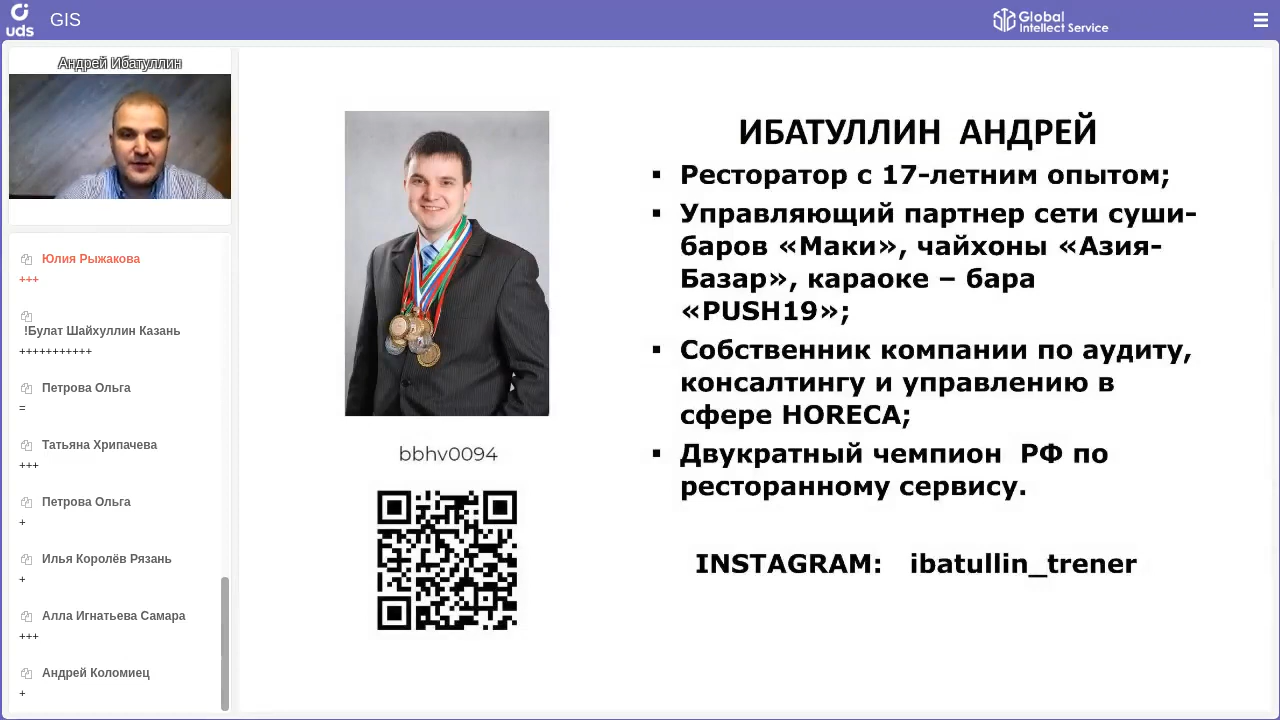 uds
GIS
Global
Intellect Service
Андрей Ибатуллин
Юлия Рыжакова
+++
!Булат Шайхуллин Казань
+++++++++++
Петрова Ольга
=
Татьяна Хрипачева
+++
Петрова Ольга
+
Илья Королёв Рязань
+
Алла Игнатьева Самара
+++
Андрей Коломиец
+
bbhv0094
ИБАТУЛЛИН АНДРЕЙ
▪ Ресторатор с 17-летним опытом;
▪ Управляющий партнер сети суши-
баров «Маки», чайхоны «Азия-
Базар», караоке – бара
«PUSH19»;
▪ Собственник компании по аудиту,
консалтингу и управлению в
сфере HORECA;
▪ Двукратный чемпион РФ по
ресторанному сервису.
INSTAGRAM: ibatullin_trener